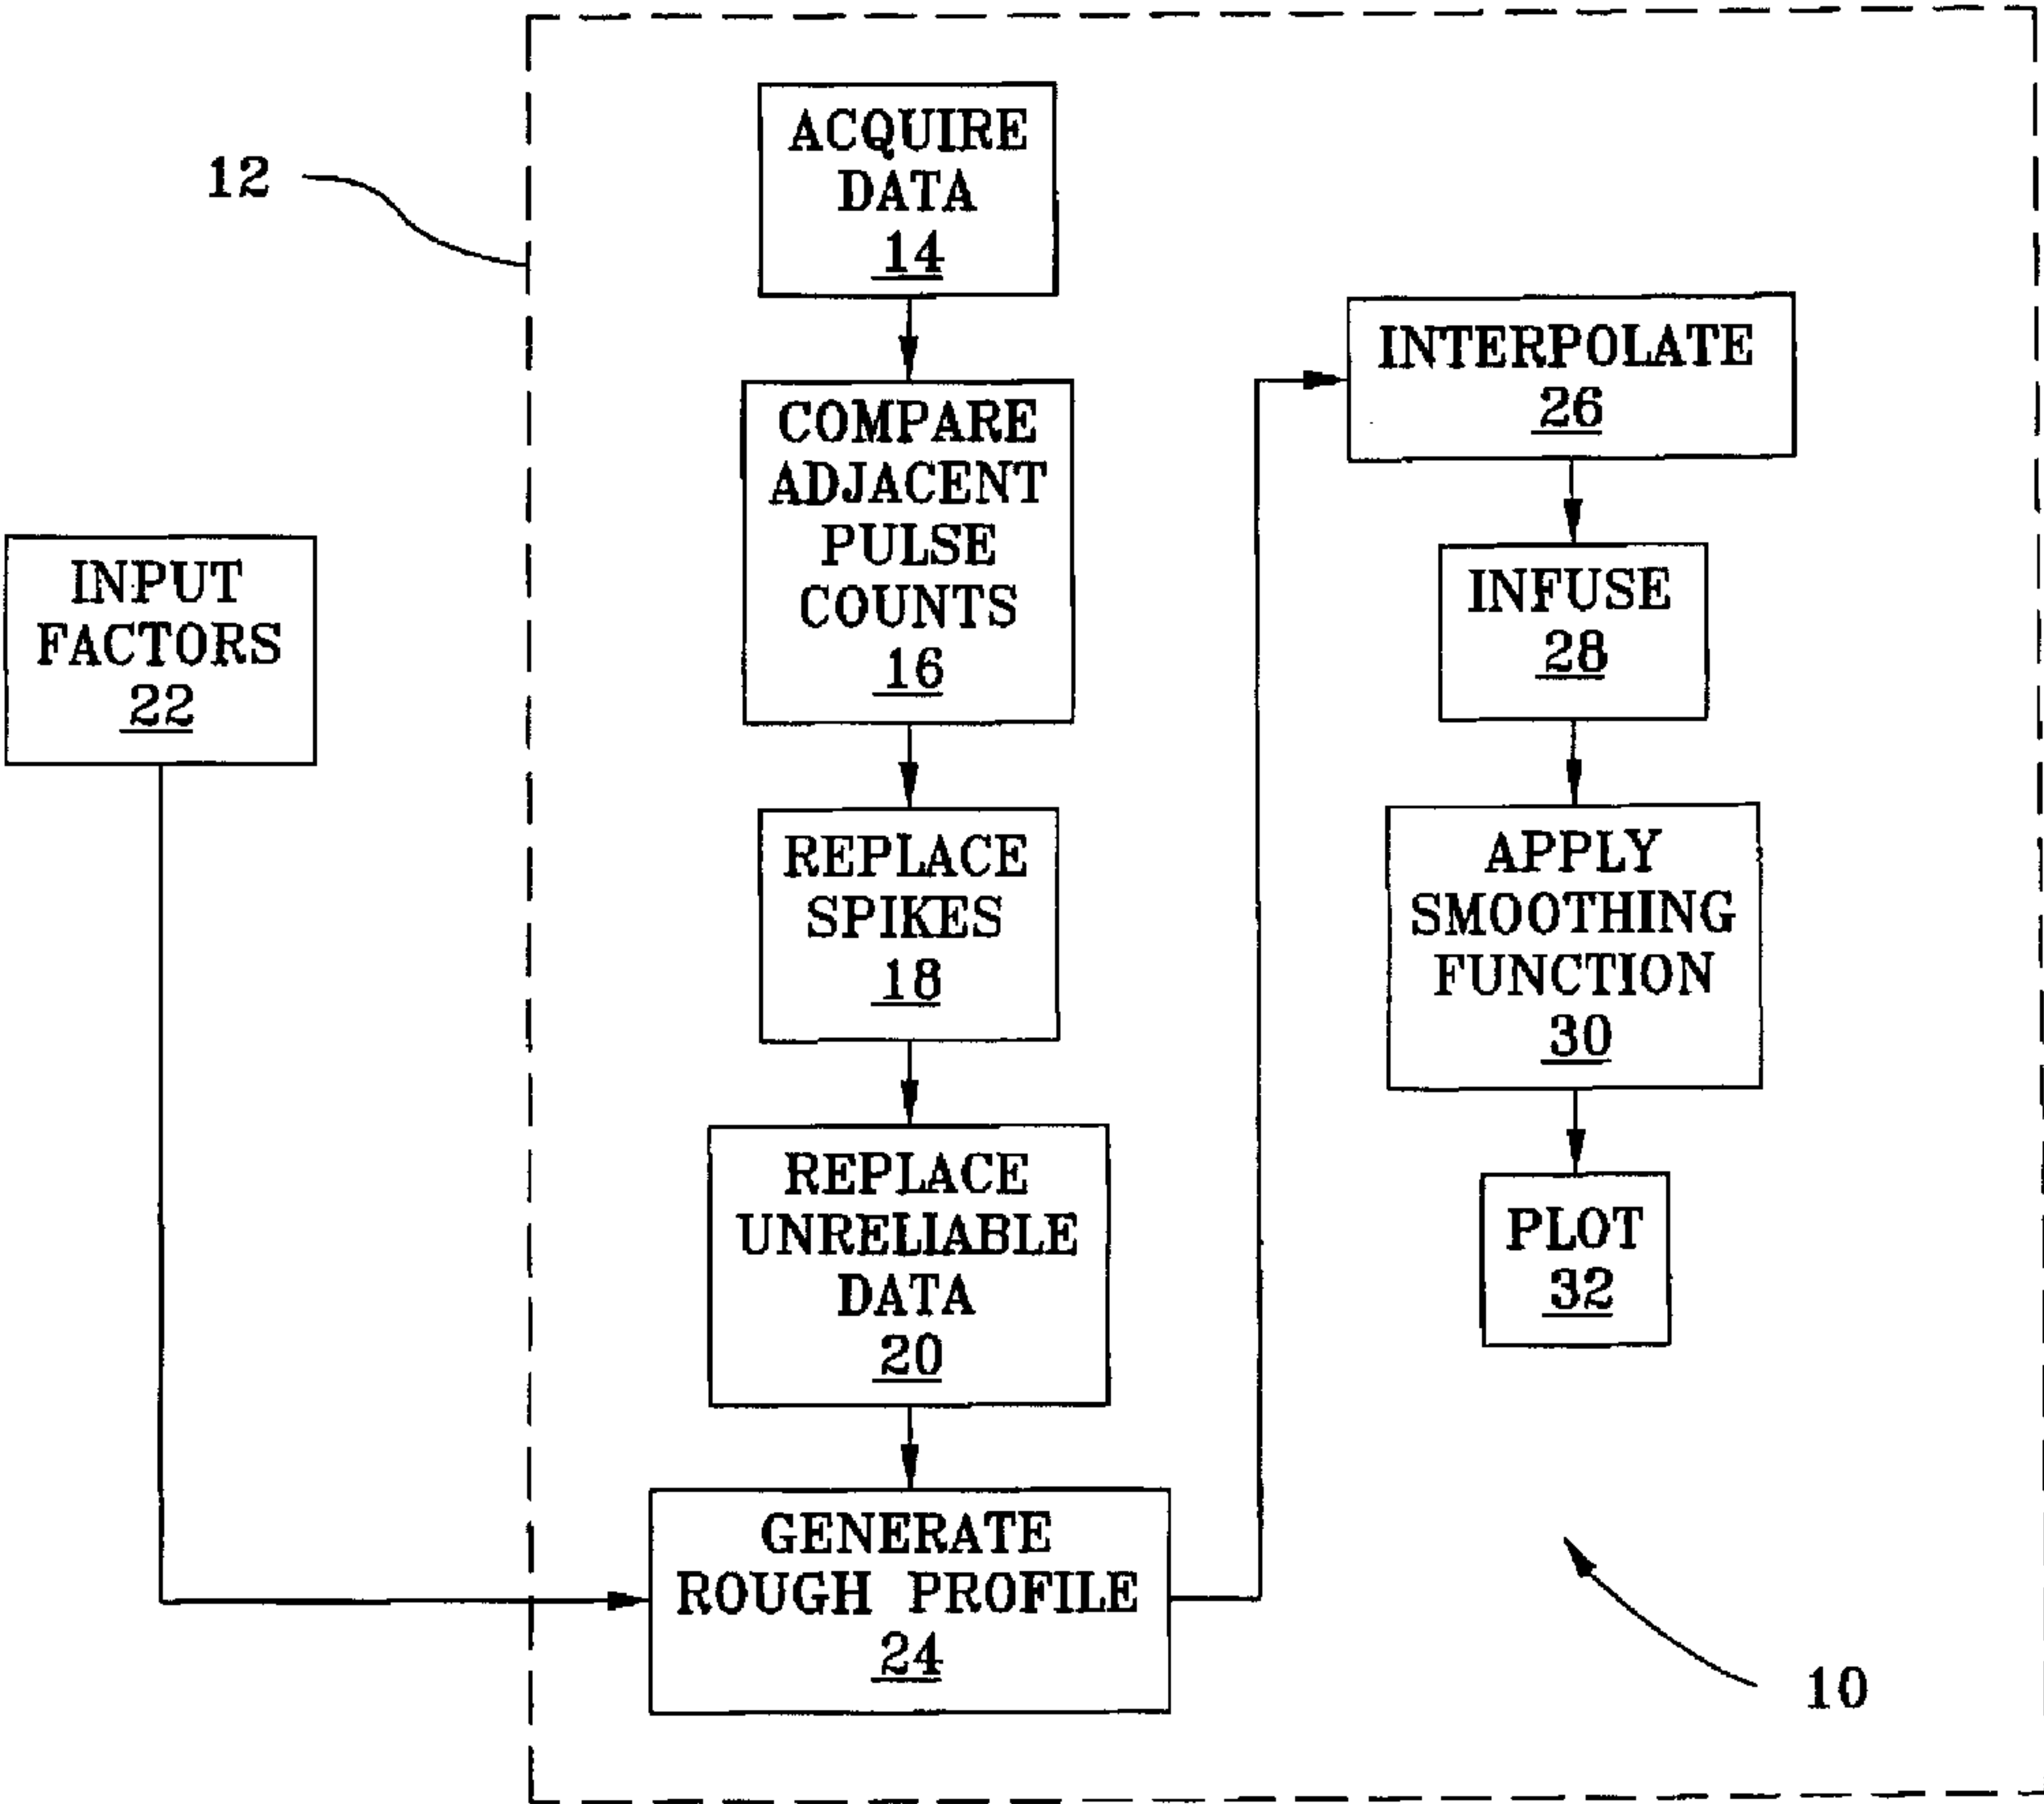 12
ACQUIRE
DATA
14
COMPARE
ADJACENT
PULSE
COUNTS
16
REPLACE
SPIKES
18
REPLACE
UNRELIABLE
DATA
20
INPUT
FACTORS
22
GENERATE
ROUGH PROFILE
24
INTERPOLATE
26
INFUSE
28
APPLY
SMOOTHING
FUNCTION
30
PLOT
32
10